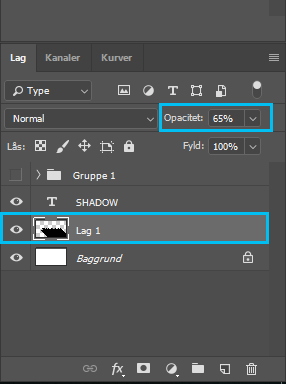 Lag Kanaler Kurver
Type
Normal Opacitet: 65%
Lås: Fyld: 100%
Gruppe 1
SHADOW
Lag 1
Baggrund
fx